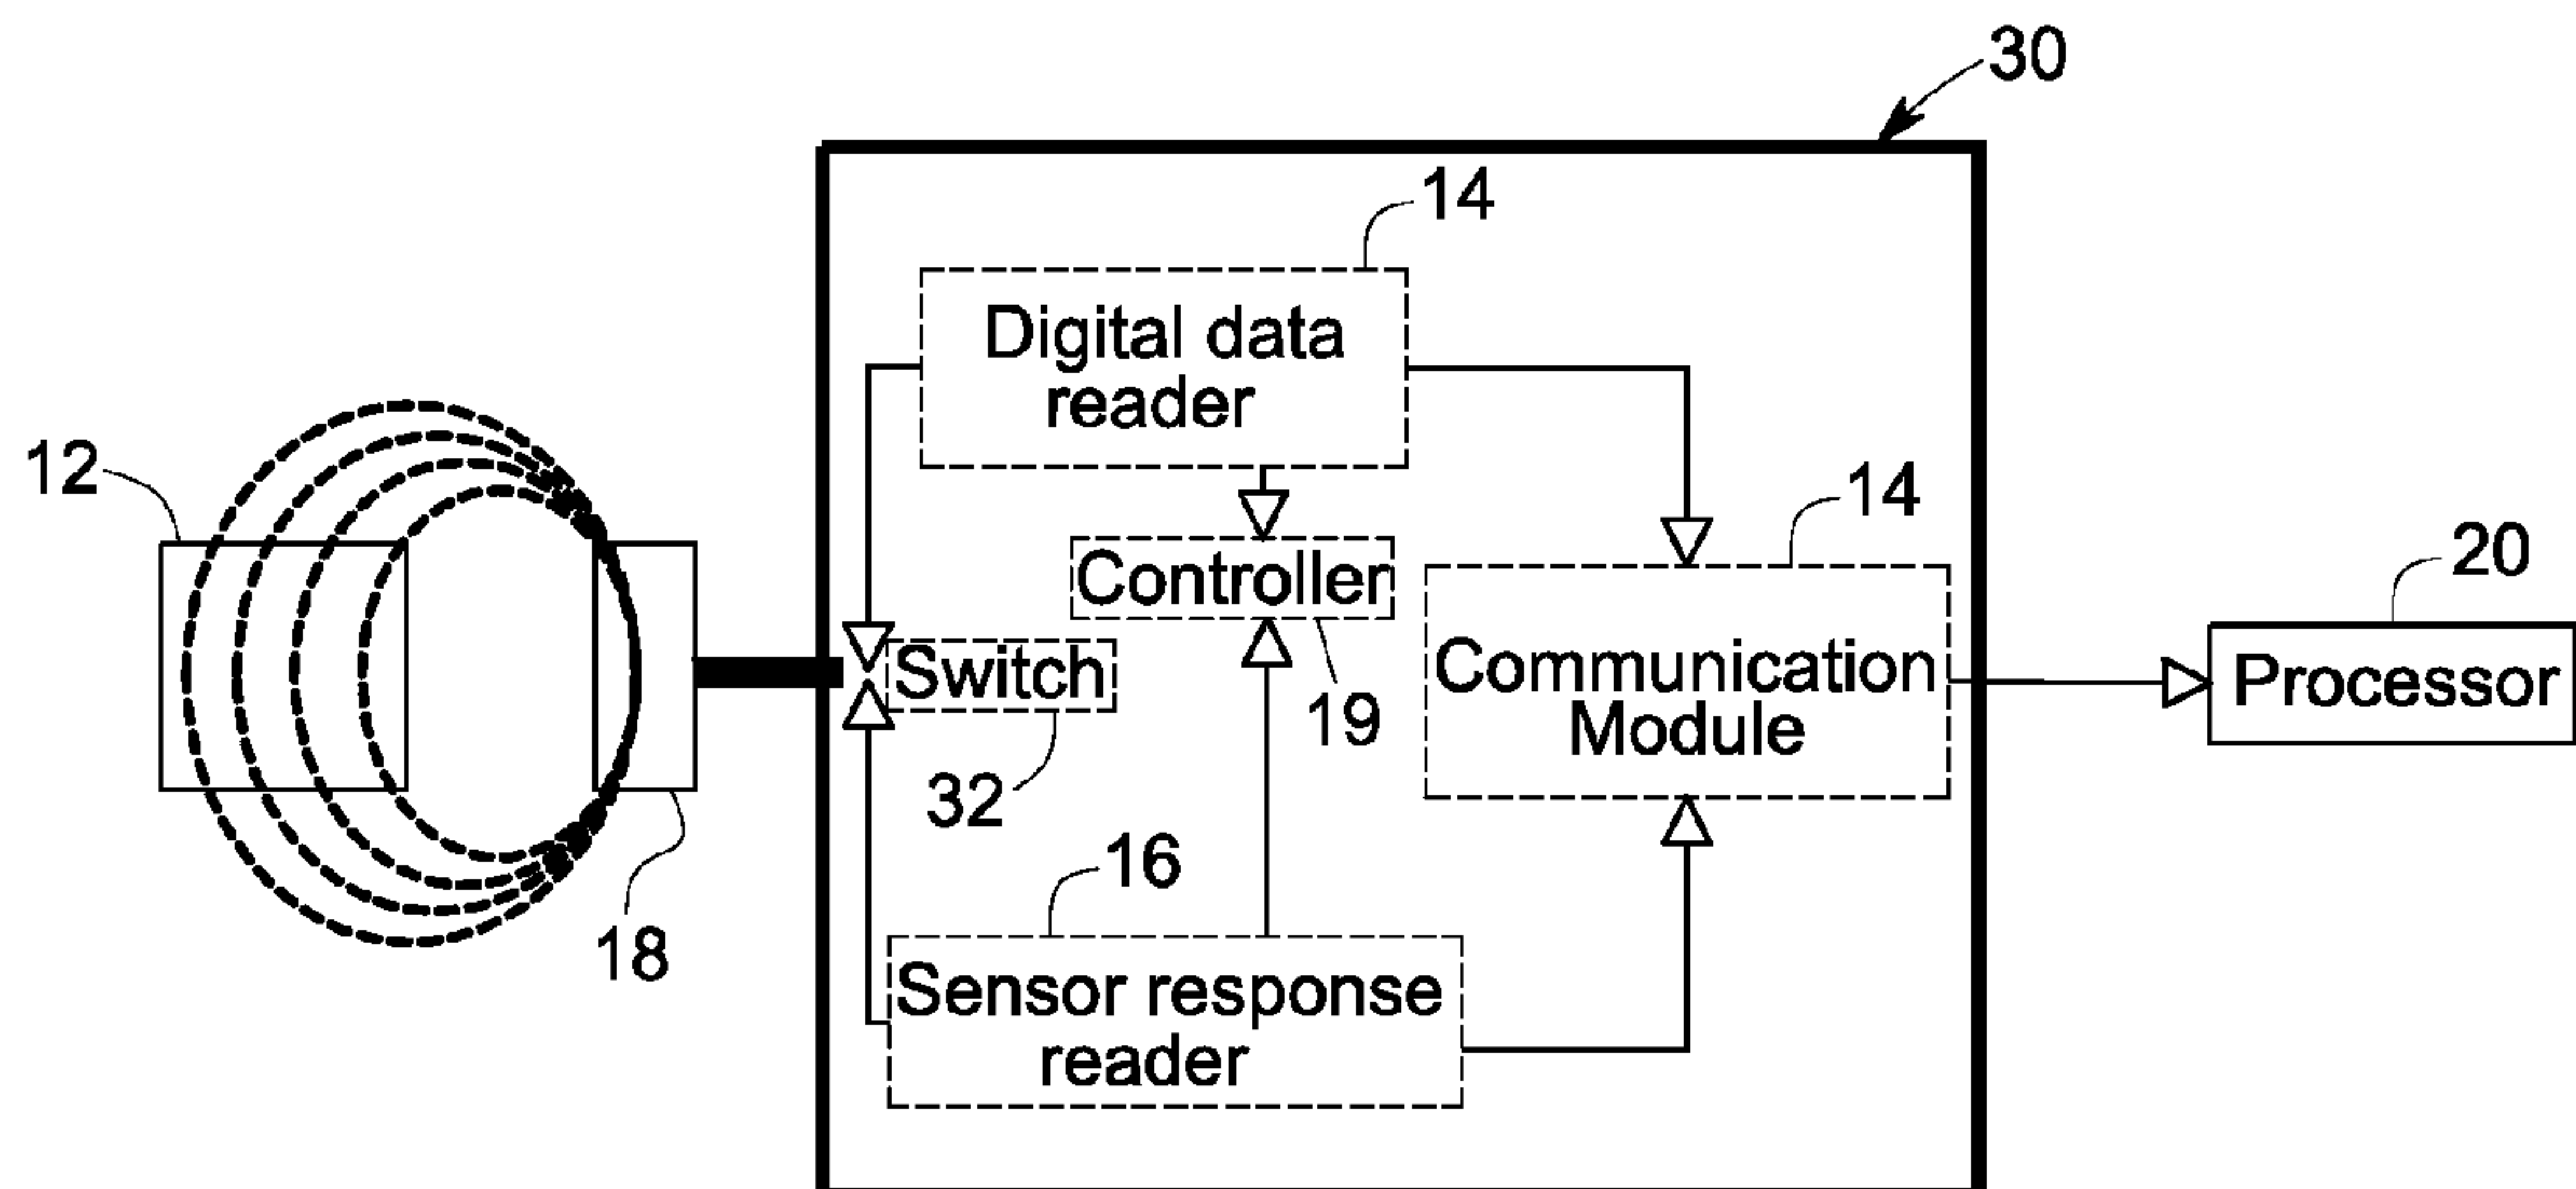 30
14
Digital data
reader
12
14
20
Controller
Switch
Communication
Module
Processor
19
32
16
18
Sensor response
reader